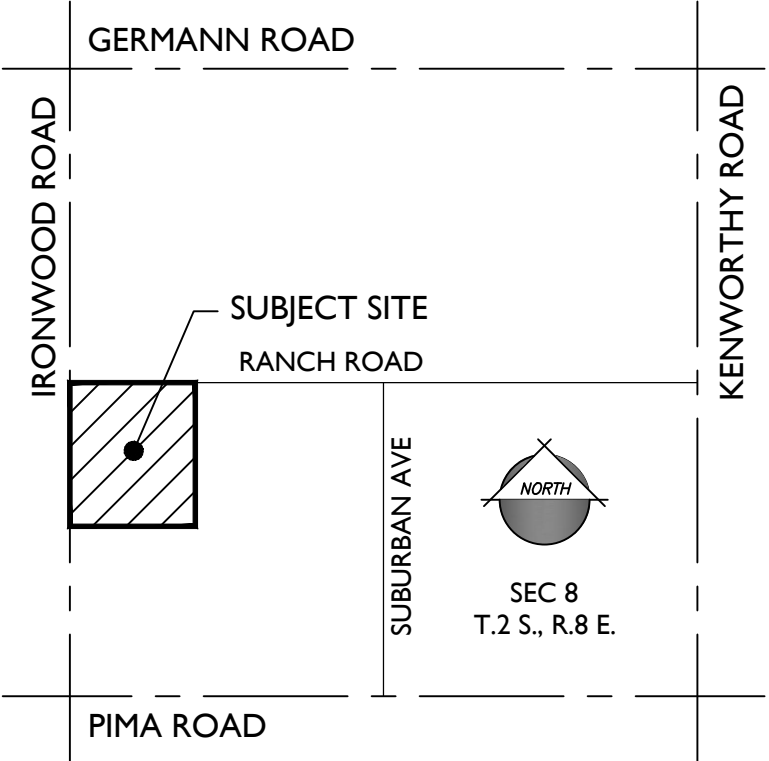 GERMANN ROAD
IRONWOOD ROAD
KENWORTHY ROAD
SUBJECT SITE
RANCH ROAD
SUBURBAN AVE
NORTH
SEC 8
T.2 S., R.8 E.
PIMA ROAD